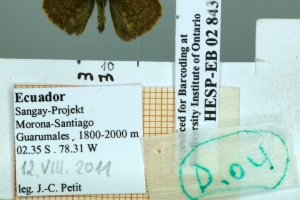 10
mm
Ecuador
Sangay-Projekt
Morona-Santiago
Guarumales, 1800-2000 m
02.35 S . 78.31 W
12.VIII.2011
leg. J.-C. Petit
ced for Barcoding at
ersity Institute of Ontario
HESP-EB 02 843
D.04